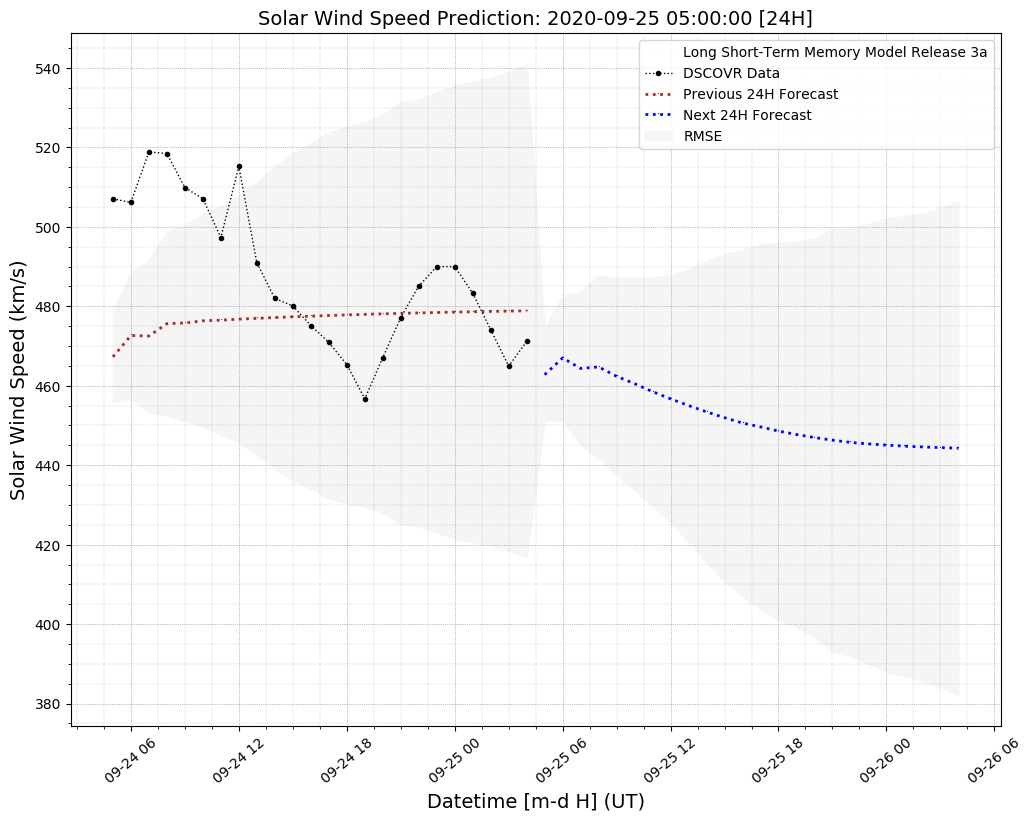 Solar Wind Speed Prediction: 2020-09-25 05:00:00 [24H]
Long Short-Term Memory Model Release 3a
DSCOVR Data
Previous 24H Forecast
Next 24H Forecast
RMSE
Solar Wind Speed (km/s)
540
520
500
480
460
440
420
400
380
09-24 06
09-24 12
09-24 18
09-25 00
09-25 06
09-25 12
09-25 18
09-26 00
09-26 06
Datetime [m-d H] (UT)